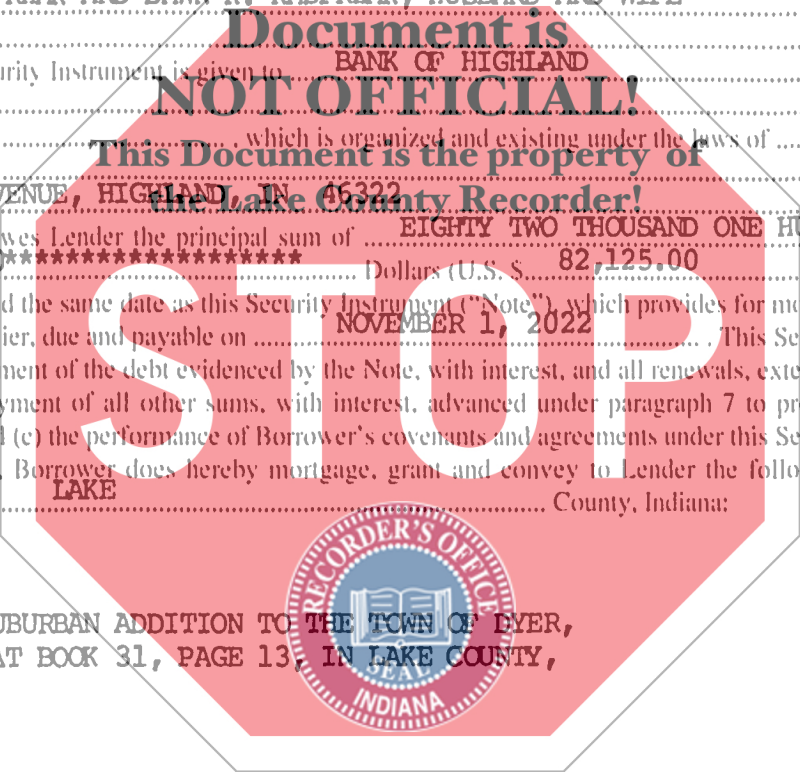 HUSBAND AND WIFE
Document is
urity Instrument is given to BANK OF HIGHLAND
NOT OFFICIAL!
which is organized and existing under the laws of
This Document is the property of
VENUE, HIGHLAND, IN 46322
the Lake County Recorder!
wes Lender the principal sum of EIGHTY TWO THOUSAND ONE HU
******************** Dollars (U.S. $ 82,125.00
d the same date as this Security Instrument ("Note"), which provides for mo
ier, due and payable on NOVEMBER 1, 2022 . This Se
ment of the debt evidenced by the Note, with interest, and all renewals, exte
yment of all other sums, with interest, advanced under paragraph 7 to pr
l (c) the performance of Borrower's covenants and agreements under this Se
. Borrower does hereby mortgage, grant and convey to Lender the follo
LAKE County, Indiana:
STOP
RECORDER'S OFFICE
SEAL
INDIANA
UBURBAN ADDITION TO THE TOWN OF DYER,
AT BOOK 31, PAGE 13, IN LAKE COUNTY,